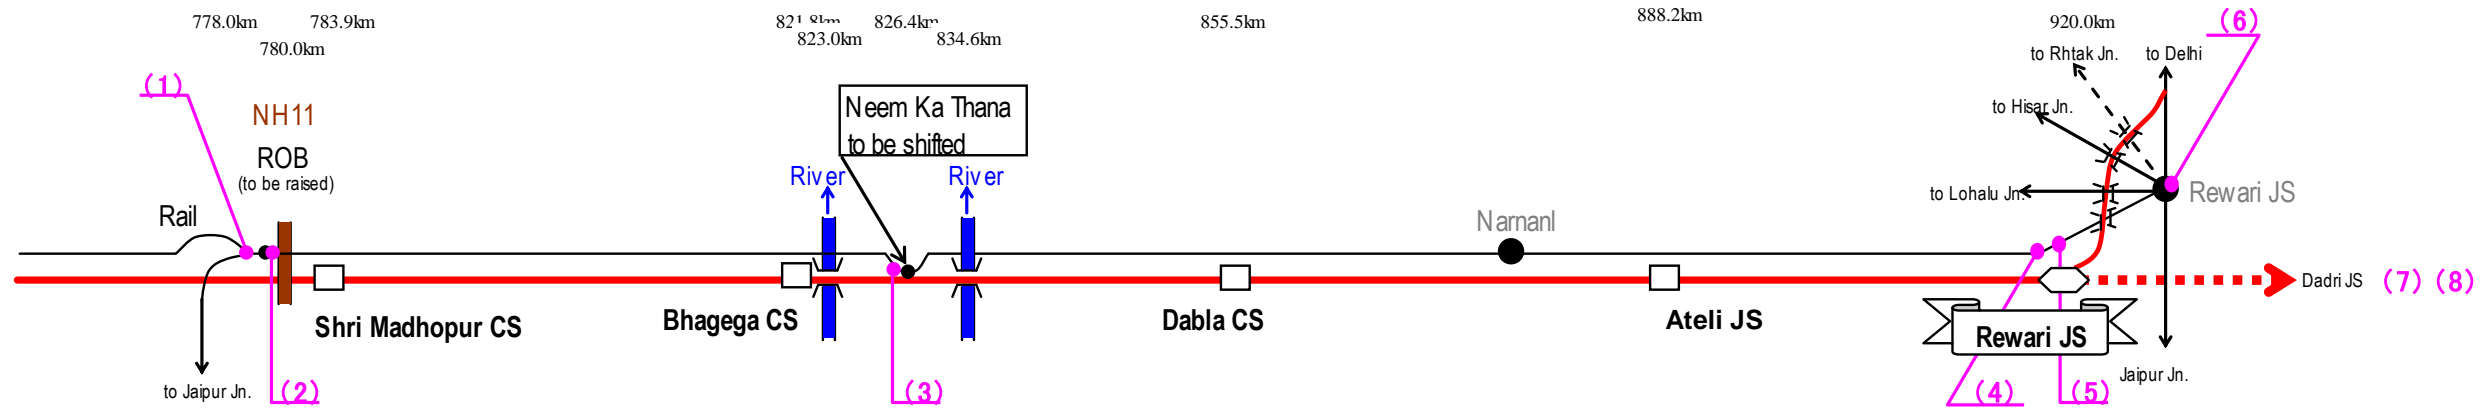 778.0km
783.9km
780.0km
821.8km
826.4km
823.0km
834.6km
855.5km
888.2km
920.0km
(6)
to Rhtak Jn.
to Delhi
(1)
NH11
ROB
(to be raised)
Neem Ka Thana
to be shifted
to Hisar Jn.
River
River
to Lohalu Jn.
Rewari JS
Rail
Narnanl
Dadri JS
(7)
(8)
Shri Madhopur CS
Bhagega CS
Dabla CS
Ateli JS
Rewari JS
to Jaipur Jn.
(2)
(3)
(4)
(5)
Jaipur Jn.